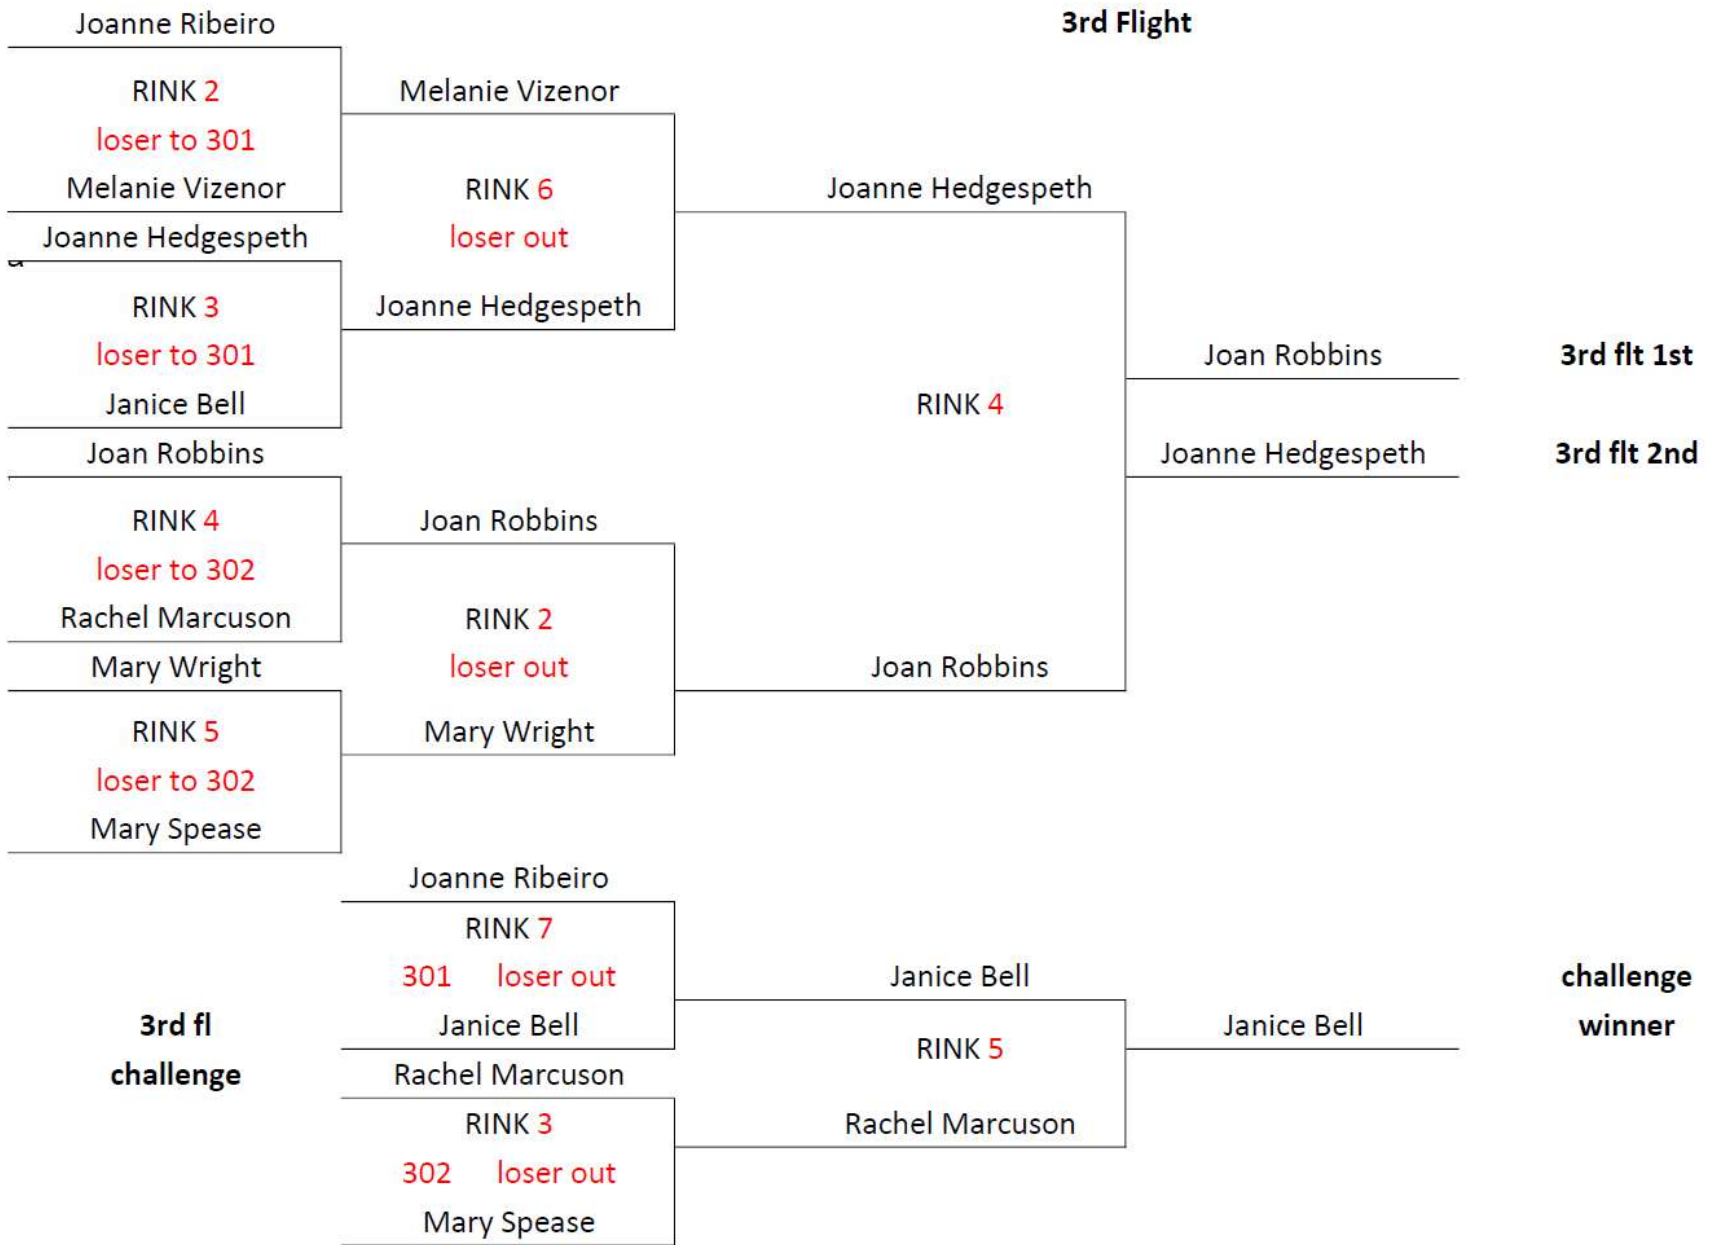 Joanne Ribeiro
3rd Flight
RINK 2
Melanie Vizenor
loser to 301
Melanie Vizenor
RINK 6
Joanne Hedgespeth
Joanne Hedgespeth
loser out
RINK 3
Joanne Hedgespeth
loser to 301
Joan Robbins
3rd flt 1st
Janice Bell
RINK 4
Joan Robbins
Joanne Hedgespeth
3rd flt 2nd
RINK 4
Joan Robbins
loser to 302
Rachel Marcuson
RINK 2
Mary Wright
loser out
Joan Robbins
RINK 5
Mary Wright
loser to 302
Mary Spease
Joanne Ribeiro
RINK 7
301 loser out
Janice Bell
challenge
3rd fl
Janice Bell
Janice Bell
winner
RINK 5
challenge
Rachel Marcuson
RINK 3
Rachel Marcuson
302 loser out
Mary Spease